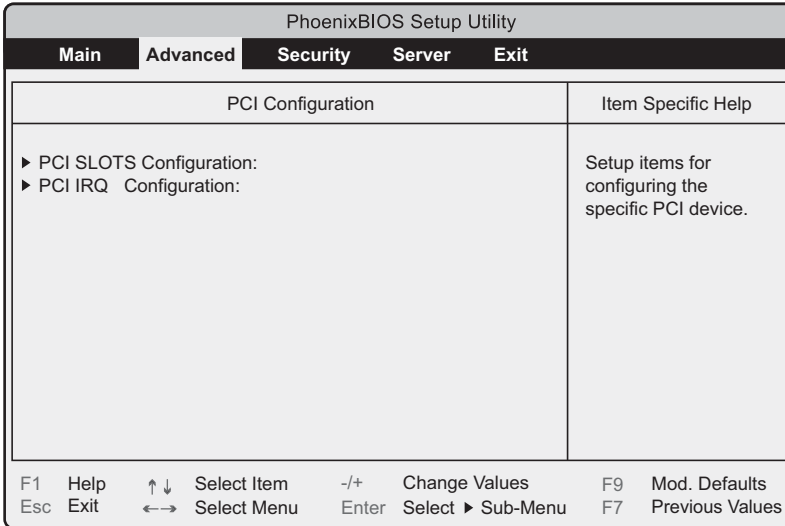 PhoenixBIOS Setup Utility
Main Advanced Security Server Exit
PCI Configuration
Item Specific Help
▶ PCI SLOTS Configuration:
▶ PCI IRQ Configuration:
Setup items for
configuring the
specific PCI device.
F1 Help ↑↓ Select Item -/+ Change Values F9 Mod. Defaults
Esc Exit ←→ Select Menu Enter Select ▶ Sub-Menu F7 Previous Values